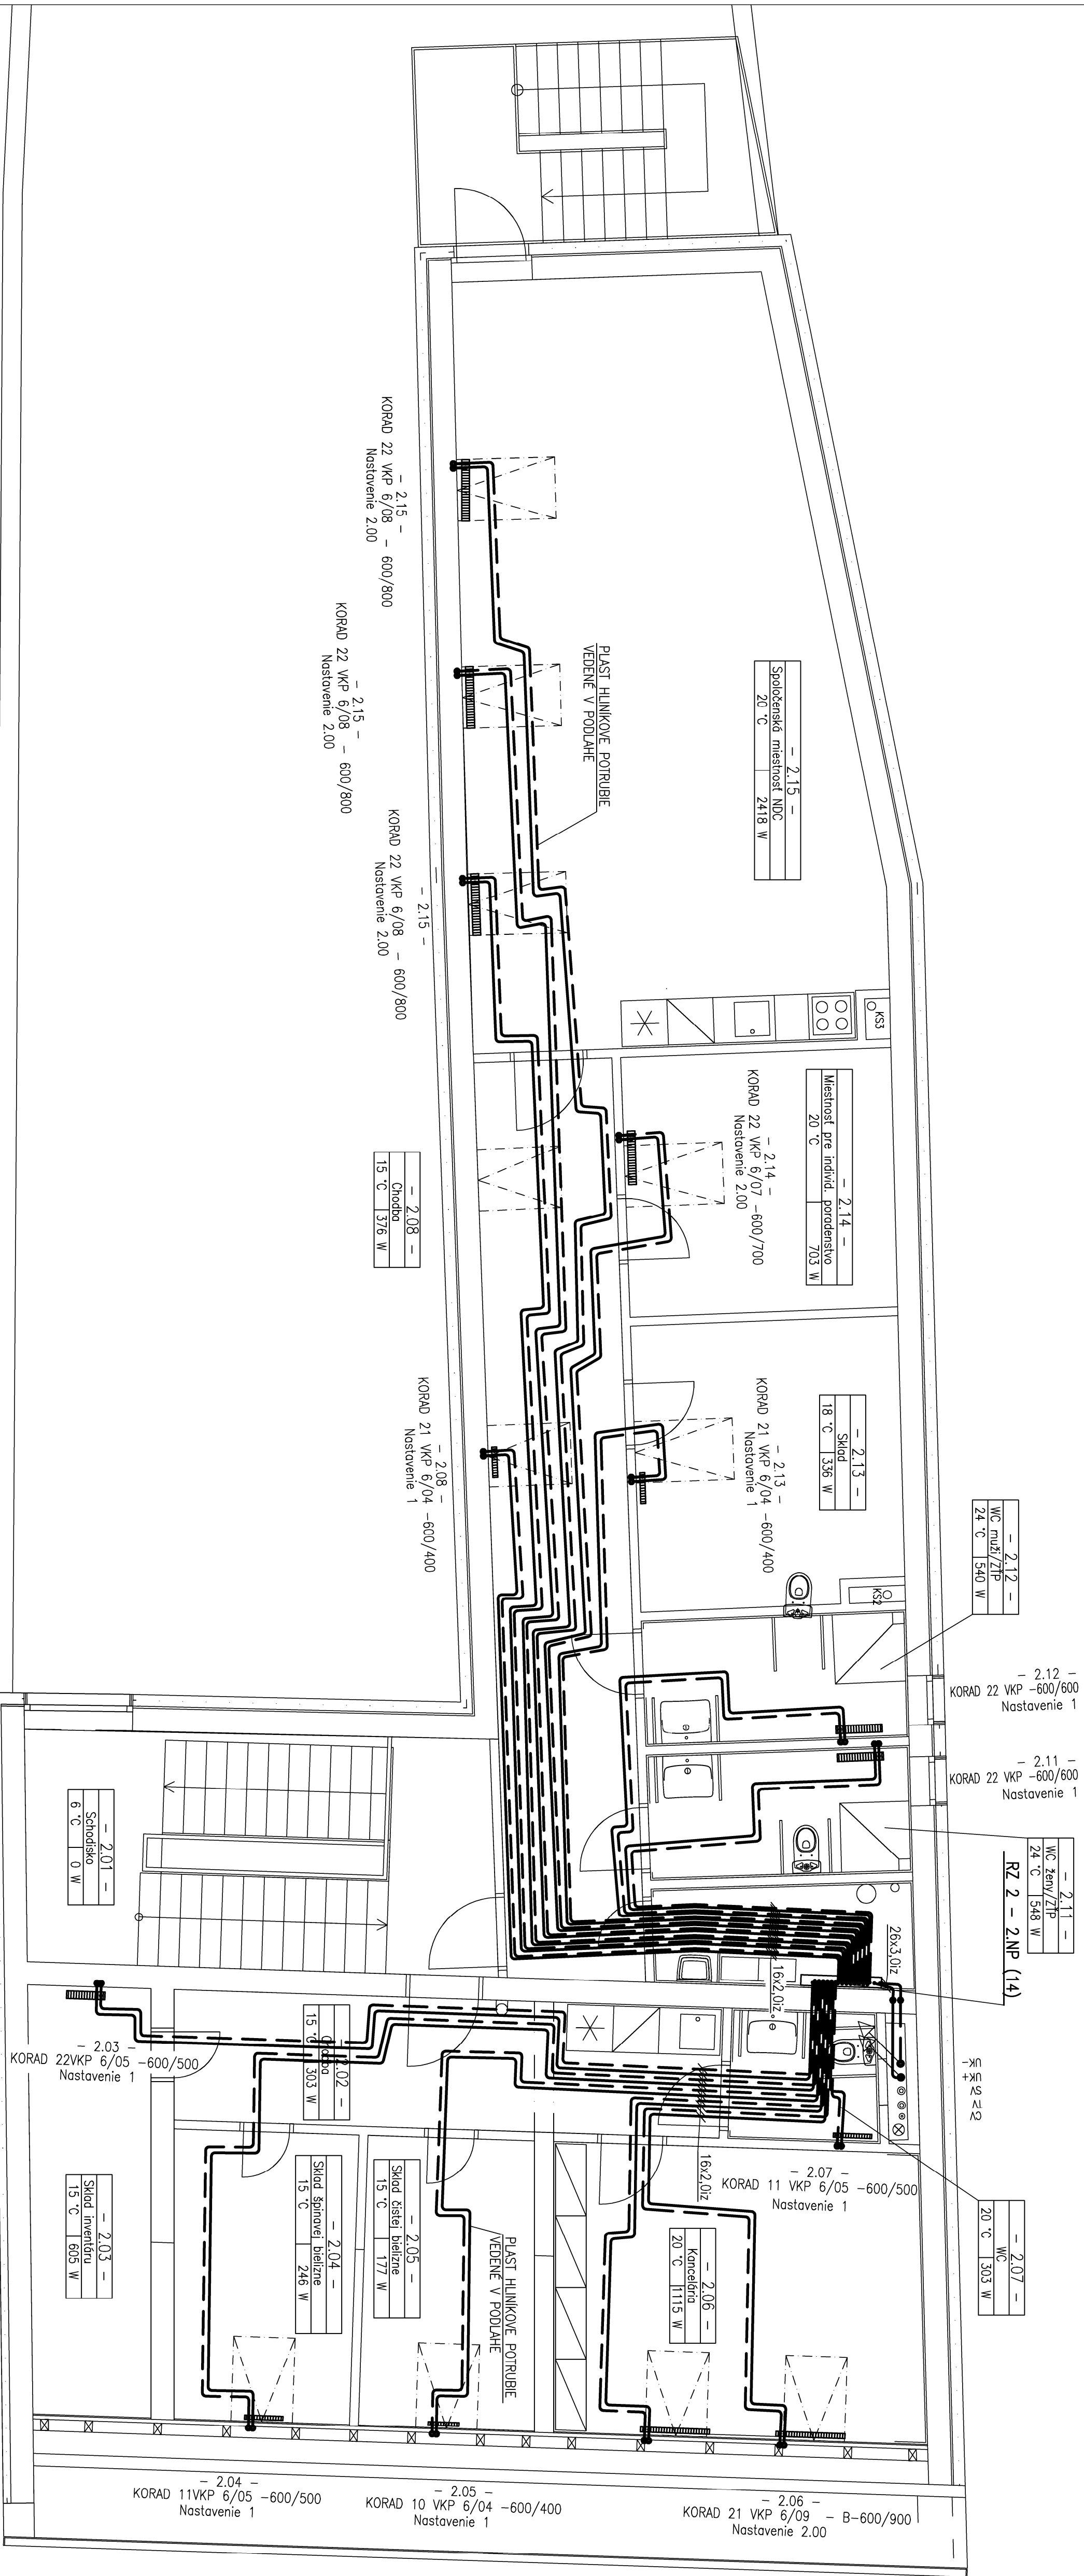 - 2.15 -
KORAD 22 VKP 6/08 - 600/800
Nastavenie 2.00
- 2.15 -
KORAD 22 VKP 6/08 - 600/800
Nastavenie 2.00
- 2.15 -
KORAD 22 VKP 6/08 - 600/800
Nastavenie 2.00
PLAST HLINÍKOVE POTRUBIE
VEDENÉ V PODLAHE
- 2.15 -
Spoločenská miestnosť NDC
20 °C 2418 W
KS3
- 2.14 -
Miestnosť pre individ. poradenstvo
20 °C 703 W
- 2.14 -
KORAD 22 VKP 6/07 -600/700
Nastavenie 2.00
- 2.08 -
Chodba
15 °C 376 W
- 2.08 -
KORAD 21 VKP 6/04 -600/400
Nastavenie 1
- 2.13 -
Sklad
18 °C 336 W
- 2.13 -
KORAD 21 VKP 6/04 -600/400
Nastavenie 1
KS2
- 2.12 -
WC muži/ZŤP
24 °C 540 W
- 2.12 -
KORAD 22 VKP -600/600
Nastavenie 1
- 2.11 -
KORAD 22 VKP -600/600
Nastavenie 1
- 2.11 -
WC ženy/ZŤP
24 °C 548 W
RZ 2 - 2.NP (14)
26x3,0iz
16x2,0iz
UK-
UK+
SV
TV
CV
- 2.01 -
Schodisko
6 °C 0 W
- 2.03 -
KORAD 22VKP 6/05 -600/500
Nastavenie 1
- 2.02 -
Chodba
15 °C 303 W
16x2,0iz
- 2.07 -
KORAD 11 VKP 6/05 -600/500
Nastavenie 1
- 2.07 -
WC
20 °C 303 W
- 2.03 -
Sklad inventáru
15 °C 605 W
- 2.04 -
Sklad špinavej bielizne
15 °C 246 W
- 2.05 -
Sklad čistej bielizne
15 °C 177 W
PLAST HLINÍKOVE POTRUBIE
VEDENÉ V PODLAHE
- 2.06 -
Kancelária
20 °C 1115 W
- 2.04 -
KORAD 11VKP 6/05 -600/500
Nastavenie 1
- 2.05 -
KORAD 10 VKP 6/04 -600/400
Nastavenie 1
- 2.06 -
KORAD 21 VKP 6/09 - B-600/900
Nastavenie 2.00